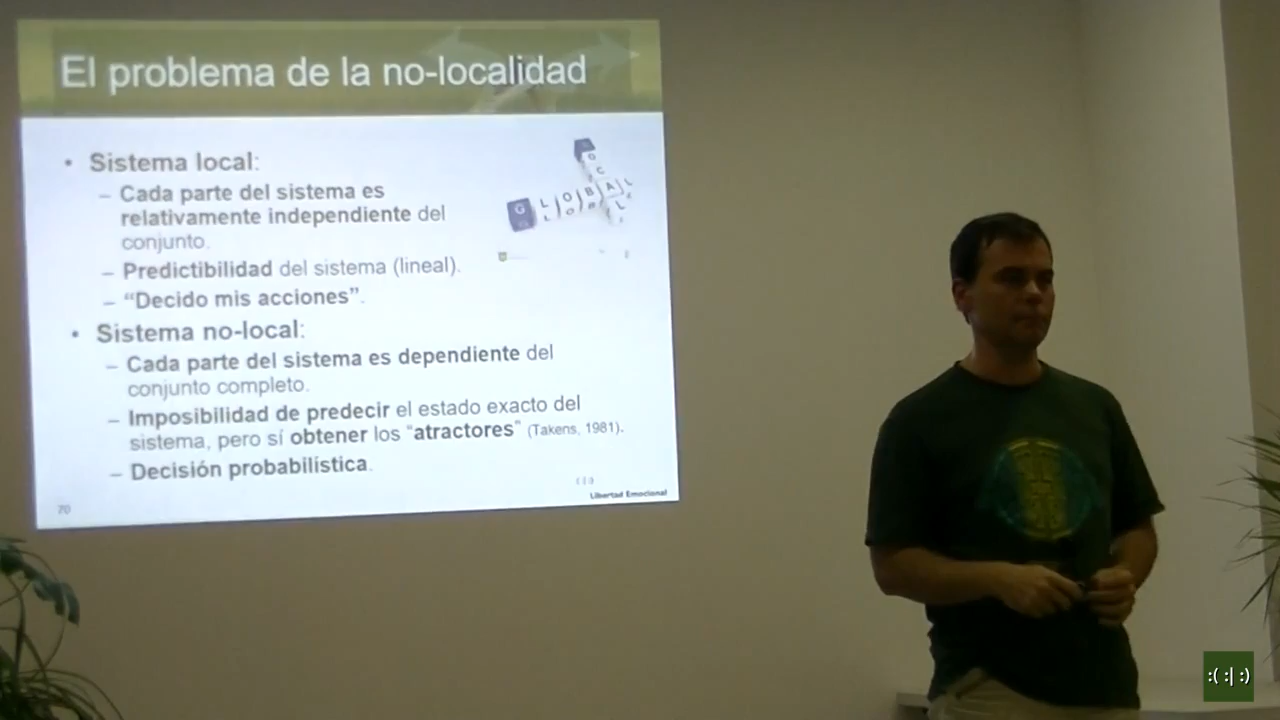 El problema de la no-localidad
• Sistema local:
– Cada parte del sistema es
relativamente independiente del
conjunto.
– Predictibilidad del sistema (lineal).
– “Decido mis acciones”.
• Sistema no-local:
– Cada parte del sistema es dependiente del
conjunto completo.
– Imposibilidad de predecir el estado exacto del
sistema, pero sí obtener los “atractores” (Takens, 1981).
– Decisión probabilística.
GLOBAL
70
Libertad Emocional
:( :| :)